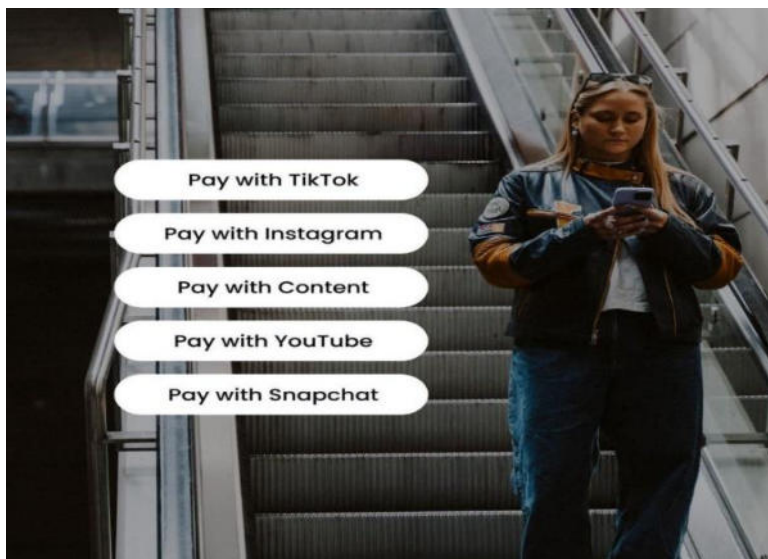 Pay with TikTok
Pay with Instagram
Pay with Content
Pay with YouTube
Pay with Snapchat